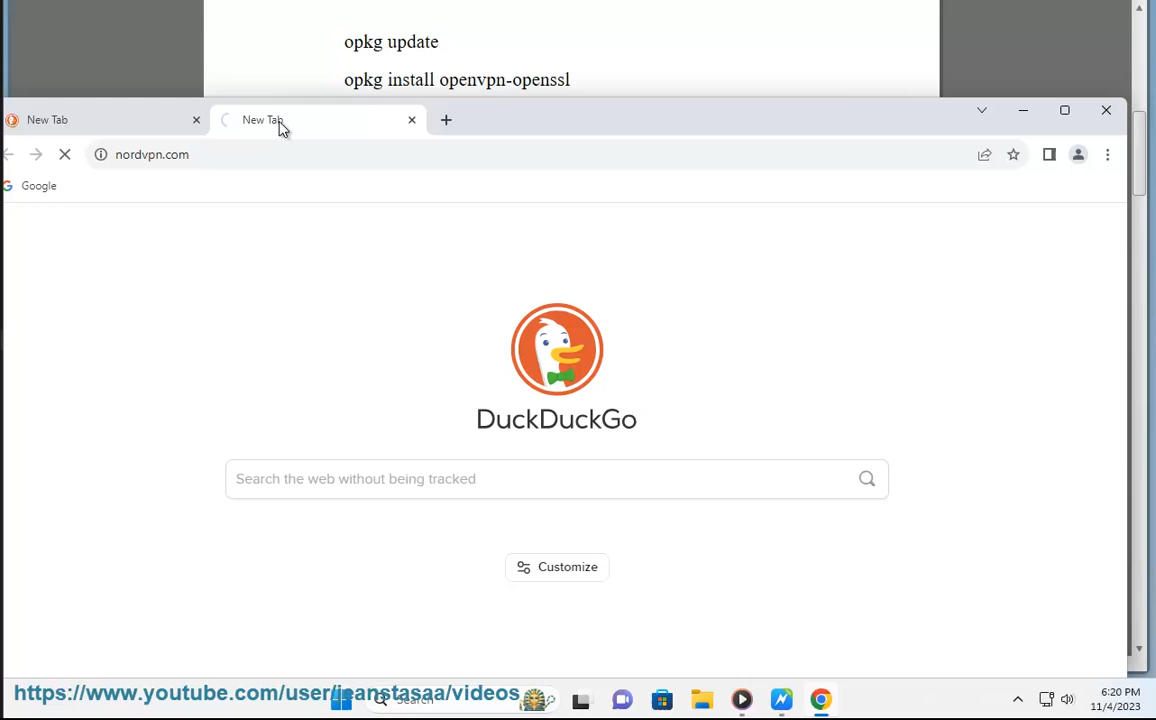 opkg update
opkg install openvpn-openssl
New Tab
New Tab
nordvpn.com
Google
DuckDuckGo
Search the web without being tracked
Customize
https://www.youtube.com/user/jeanstasaa/videos
Search
6:20 PM
11/4/2023